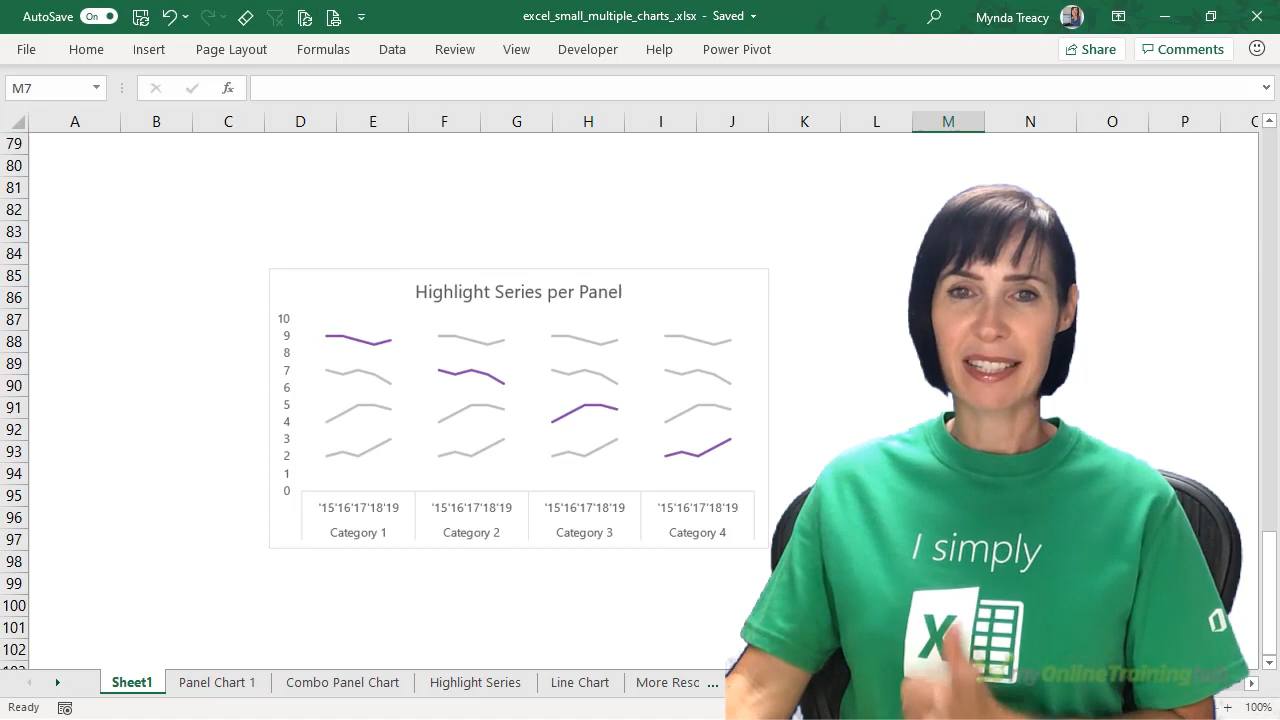 AutoSave On excel_small_multiple_charts_.xlsx - Saved Mynda Treacy
File Home Insert Page Layout Formulas Data Review View Developer Help Power Pivot Share Comments
M7 fx
A B C D E F G H I J K L M N O P
79
80
81
82
83
84
85
86
87
88
89
90
91
92
93
94
95
96
97
98
99
100
101
102
Highlight Series per Panel
10
9
8
7
6
5
4
3
2
1
0
'15'16'17'18'19 '15'16'17'18'19 '15'16'17'18'19 '15'16'17'18'19
Category 1 Category 2 Category 3 Category 4
I simply
X
myOnlineTrainingHub
Sheet1 Panel Chart 1 Highlight Series Line Chart More Resc ...
Ready 100%